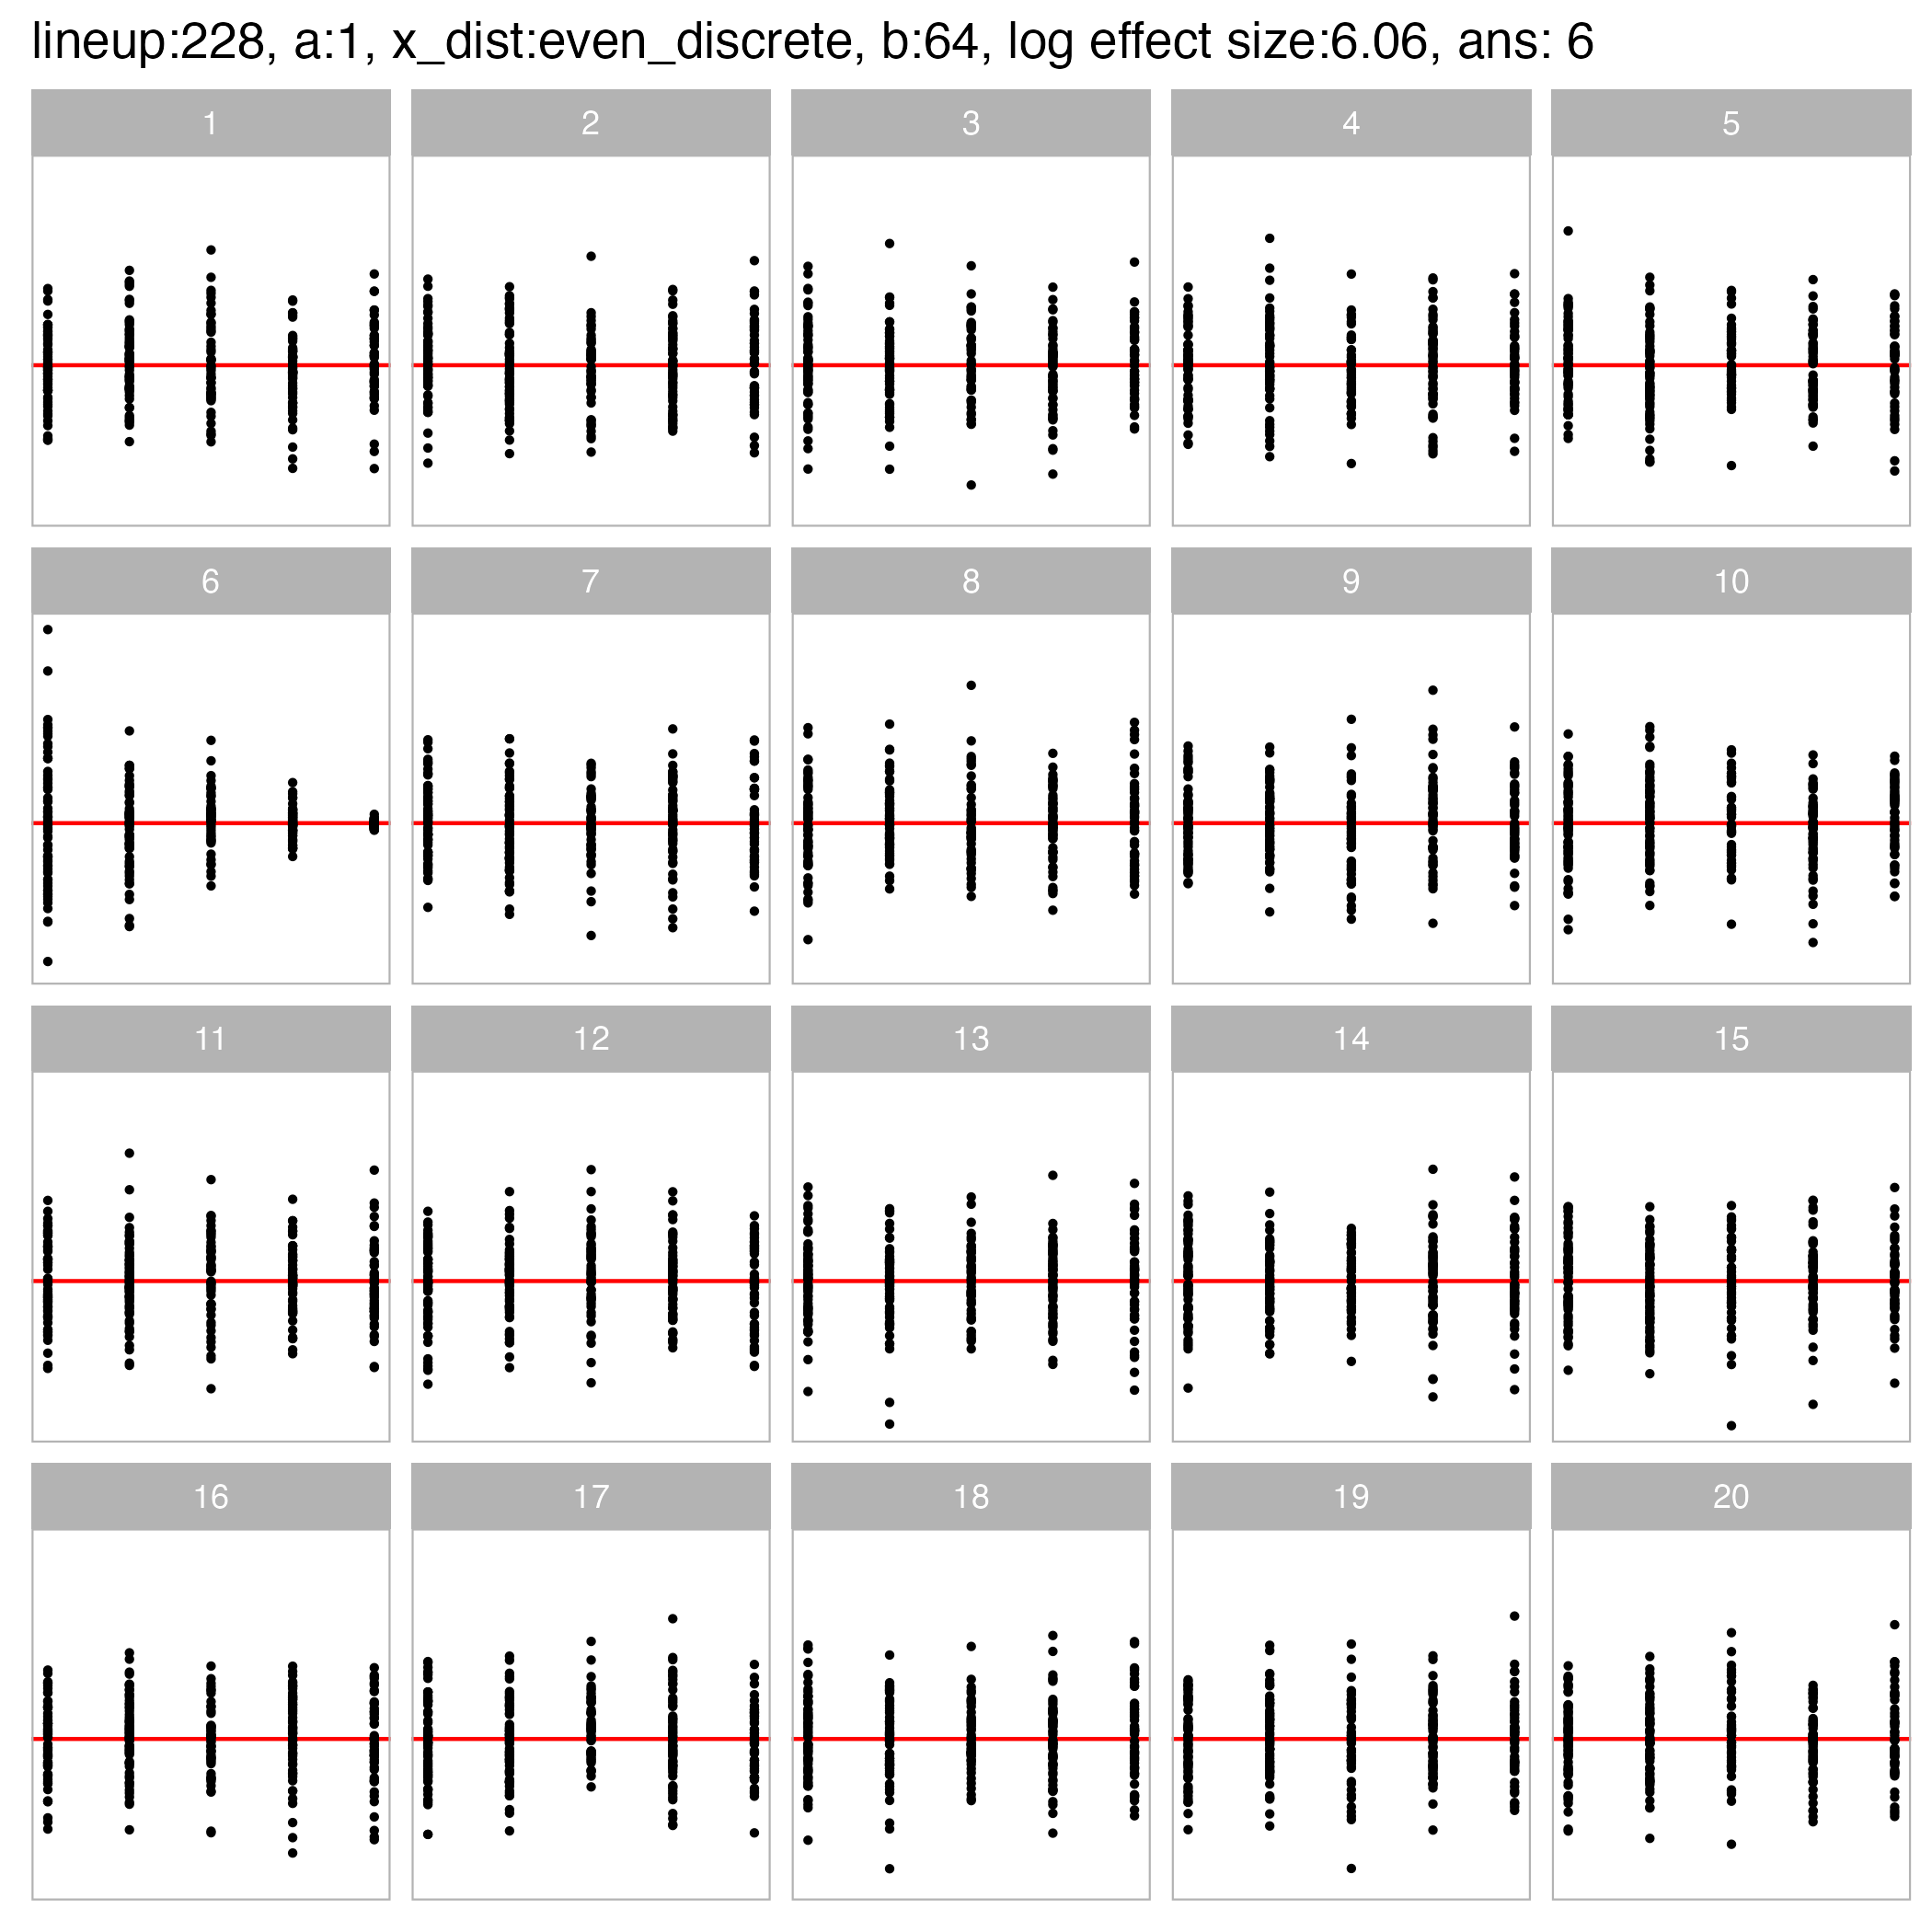 lineup:228, a:1, x_dist:even_discrete, b:64, log effect size:6.06, ans: 6
1 2 3 4 5
6 7 8 9 10
11 12 13 14 15
16 17 18 19 20